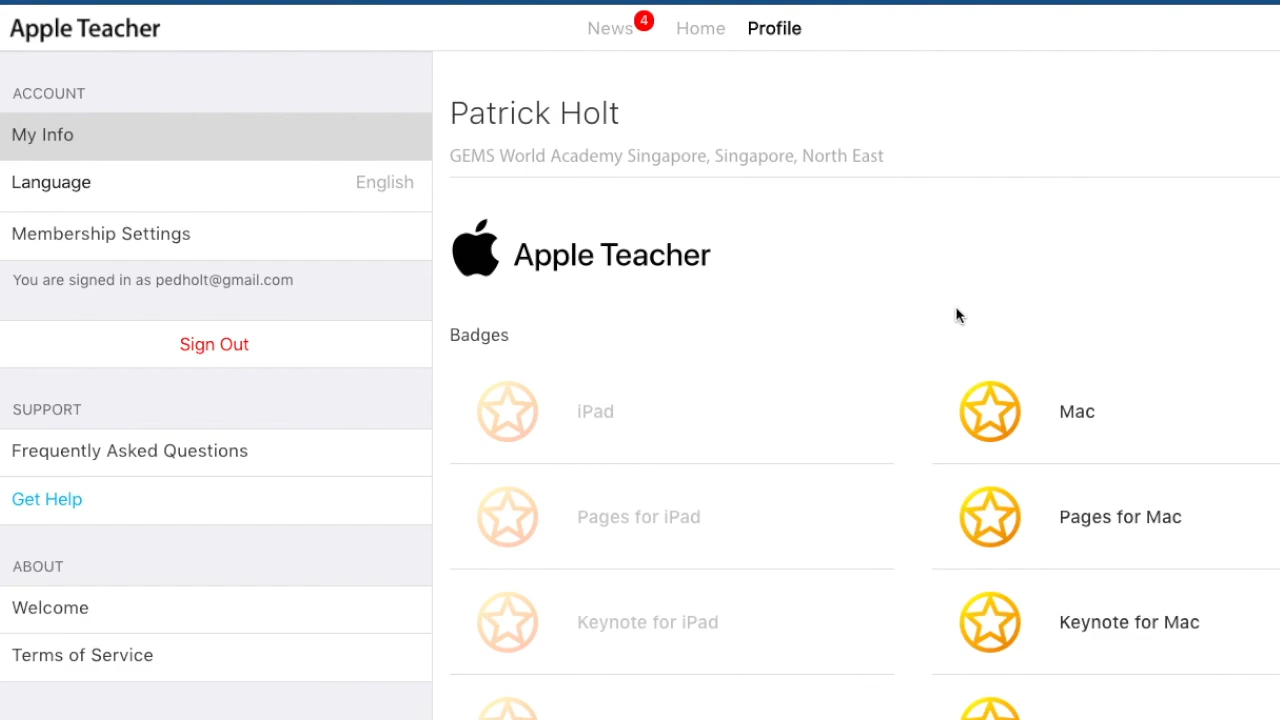 Apple Teacher
News 4 Home Profile
ACCOUNT
My Info
Language English
Membership Settings
You are signed in as pedholt@gmail.com
Sign Out
SUPPORT
Frequently Asked Questions
Get Help
ABOUT
Welcome
Terms of Service
Patrick Holt
GEMS World Academy Singapore, Singapore, North East
Apple Teacher
Badges
iPad Mac
Pages for iPad Pages for Mac
Keynote for iPad Keynote for Mac